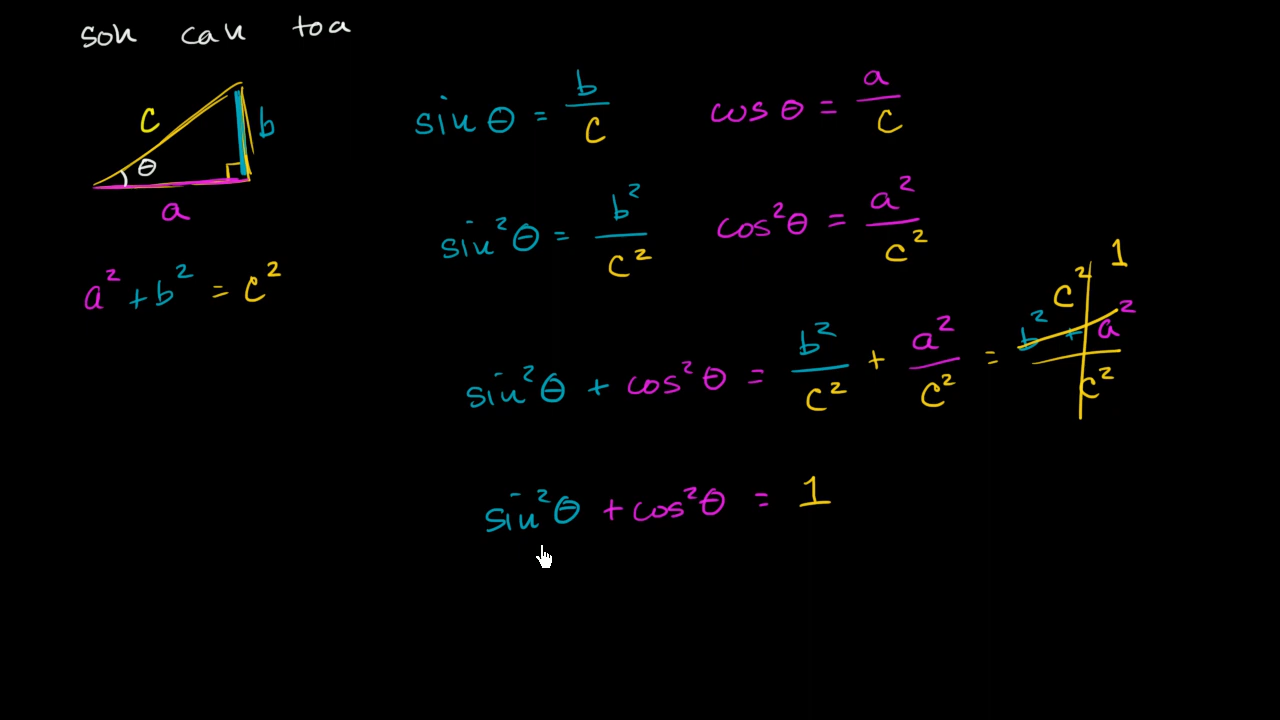 soh cah toa
c
b
θ
a
a² + b² = c²
sin θ = b/c
cos θ = a/c
sin²θ = b²/c²
cos²θ = a²/c²
sin²θ + cos²θ = b²/c² + a²/c² = b² + a²/c²
c²
1
sin²θ + cos²θ = 1